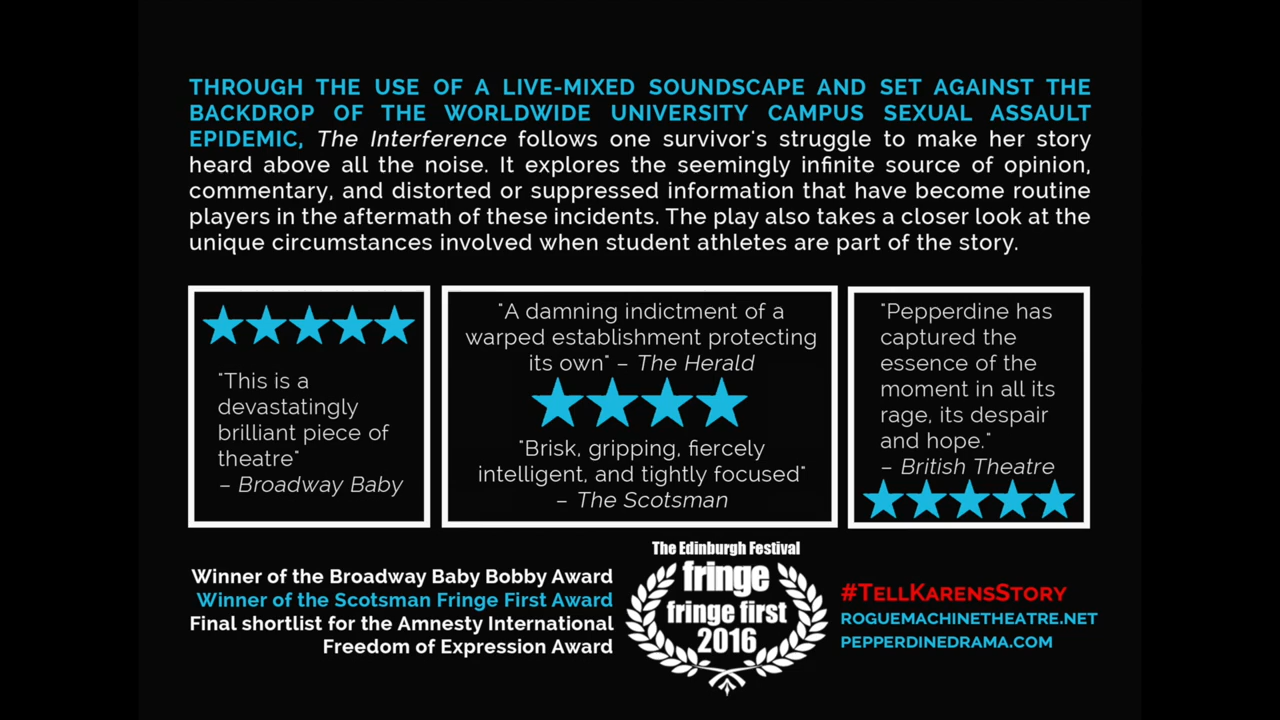 THROUGH THE USE OF A LIVE-MIXED SOUNDSCAPE AND SET AGAINST THE
BACKDROP OF THE WORLDWIDE UNIVERSITY CAMPUS SEXUAL ASSAULT
EPIDEMIC, The Interference follows one survivor's struggle to make her story
heard above all the noise. It explores the seemingly infinite source of opinion,
commentary, and distorted or suppressed information that have become routine
players in the aftermath of these incidents. The play also takes a closer look at the
unique circumstances involved when student athletes are part of the story.
"This is a
devastatingly
brilliant piece of
theatre"
– Broadway Baby
"A damning indictment of a
warped establishment protecting
its own" – The Herald
"Brisk, gripping, fiercely
intelligent, and tightly focused"
– The Scotsman
"Pepperdine has
captured the
essence of the
moment in all its
rage, its despair
and hope."
– British Theatre
Winner of the Broadway Baby Bobby Award
Winner of the Scotsman Fringe First Award
Final shortlist for the Amnesty International
Freedom of Expression Award
The Edinburgh Festival
fringe
fringe first
2016
#TELLKARENSSTORY
ROGUEMACHINETHEATRE.NET
PEPPERDINEDRAMA.COM